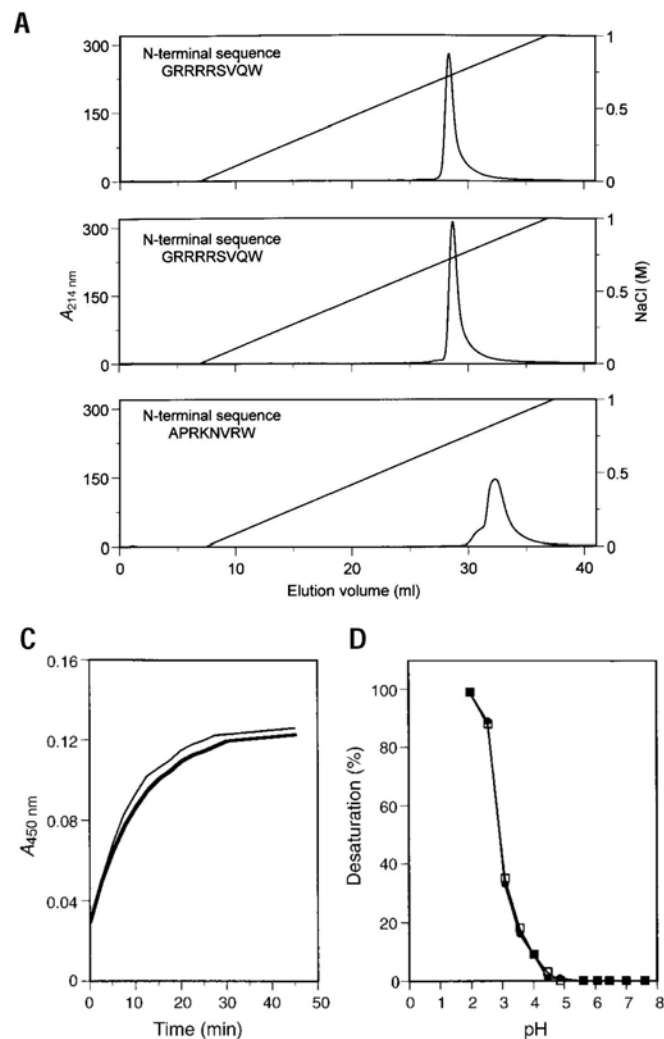 A
300
150
0
N-terminal sequence
GRRRRSVQW
1
0.5
0
300
150
0
N-terminal sequence
GRRRRSVQW
1
0.5
0
A214 nm
NaCl (M)
300
150
0
N-terminal sequence
APRKNVRW
1
0.5
0
0 10 20 30 40
Elution volume (ml)
C
0.16
0.12
0.08
0.04
0
A450 nm
0 10 20 30 40 50
Time (min)
D
100
80
60
40
20
0
Desaturation (%)
0 1 2 3 4 5 6 7 8
pH